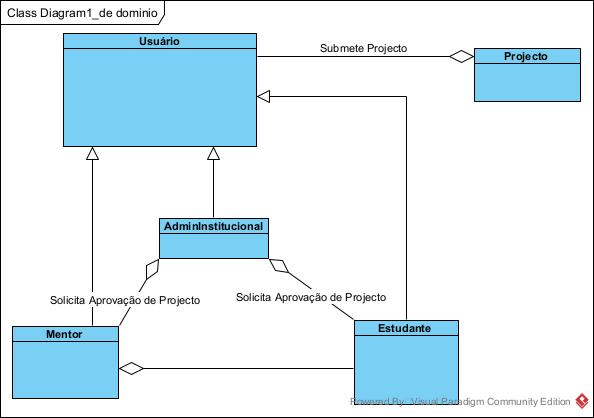 Class Diagram1_de dominio
Usuário
Submete Projecto
Projecto
AdminInstitucional
Solicita Aprovação de Projecto
Solicita Aprovação de Projecto
Mentor
Estudante
Powered By Visual Paradigm Community Edition